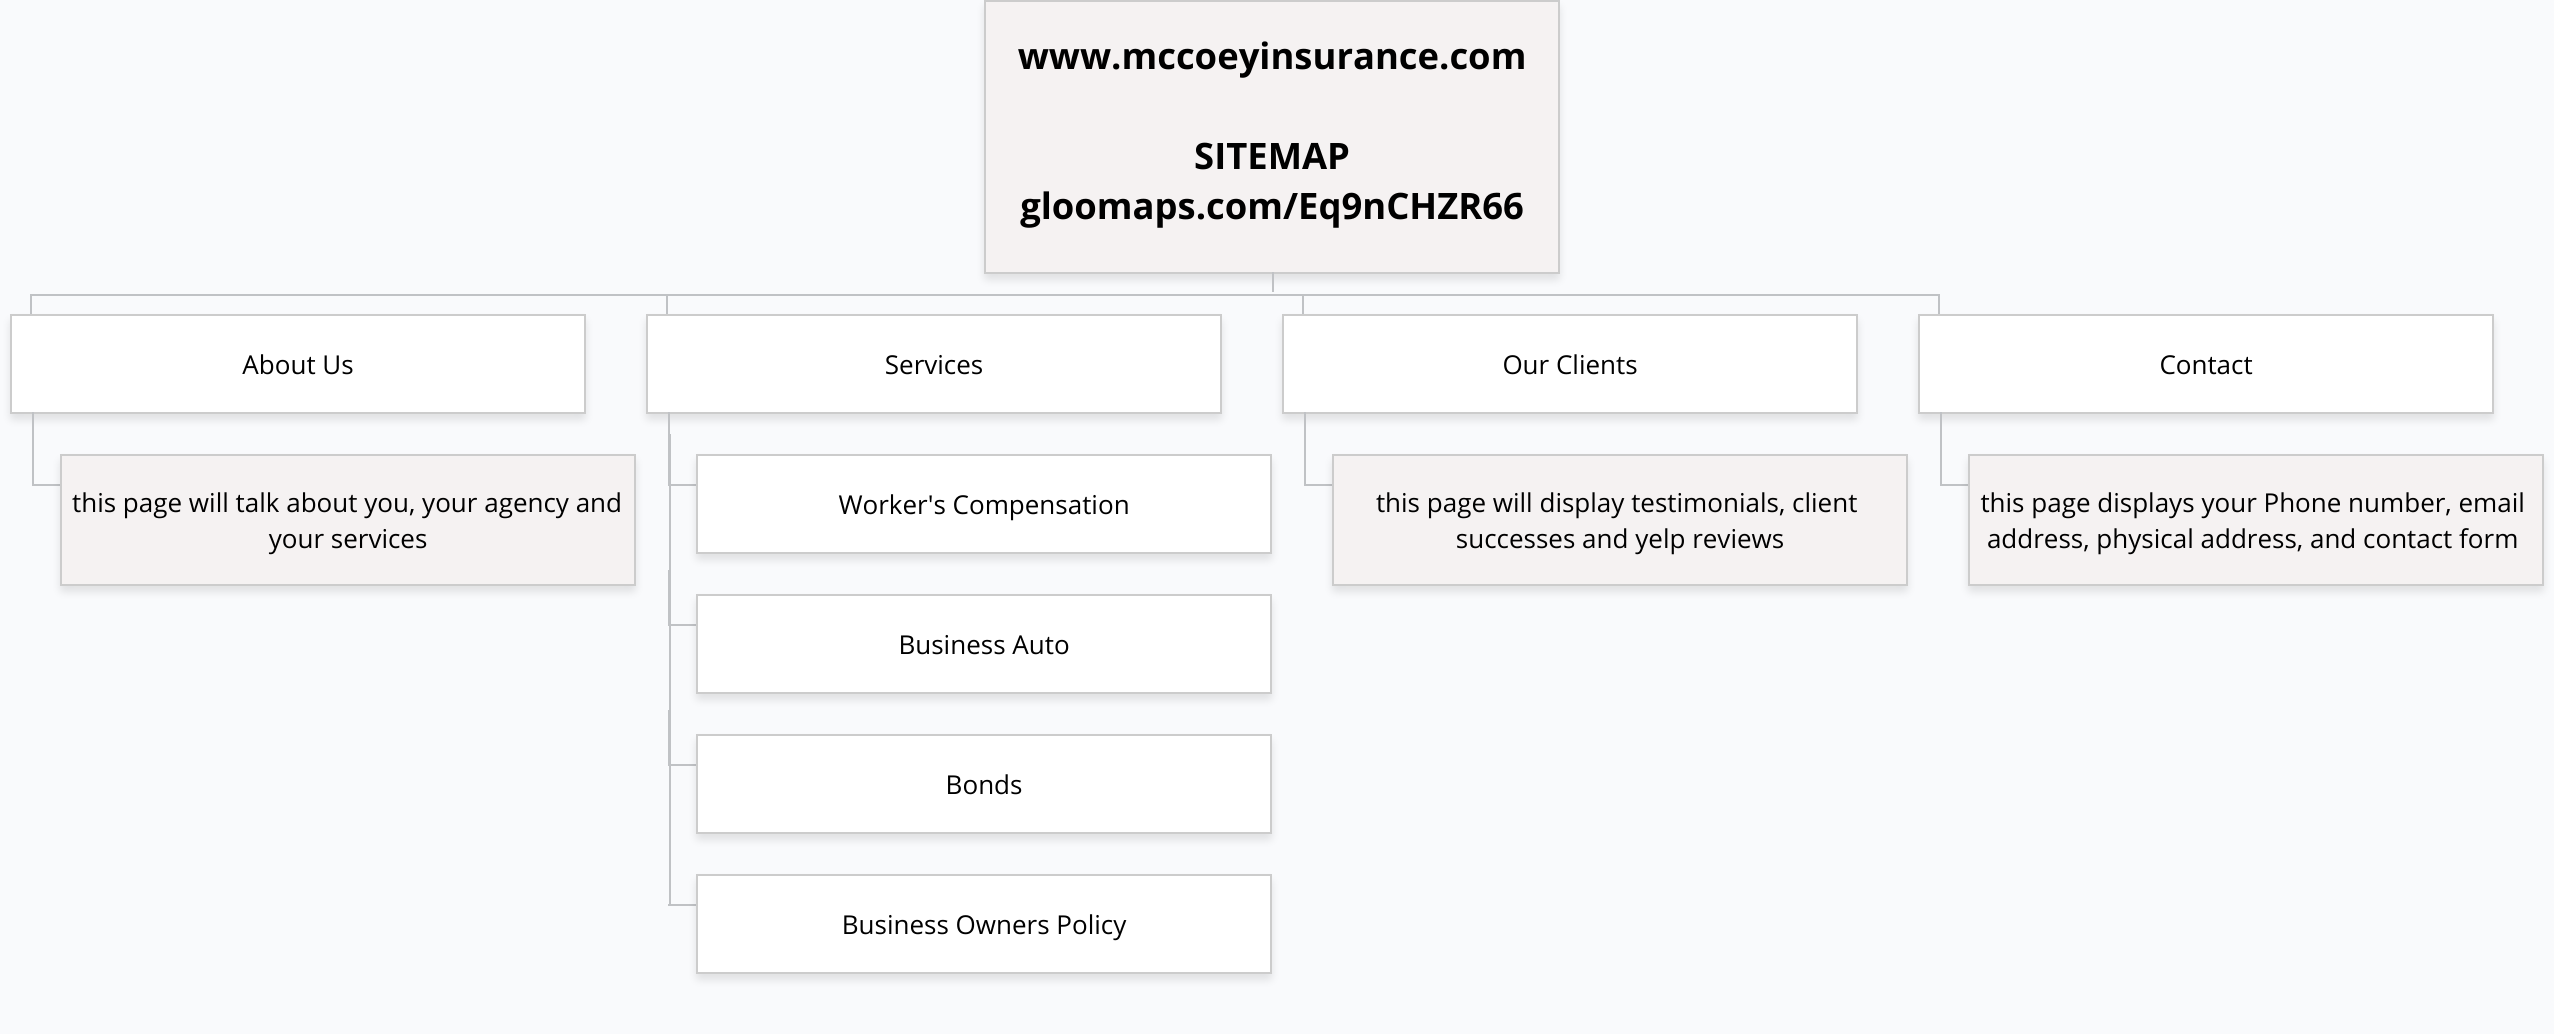 www.mccoeyinsurance.com
SITEMAP
gloomaps.com/Eq9nCHZR66
About Us
Services
Our Clients
Contact
this page will talk about you, your agency and
your services
Worker's Compensation
Business Auto
Bonds
Business Owners Policy
this page will display testimonials, client
successes and yelp reviews
this page displays your Phone number, email
address, physical address, and contact form